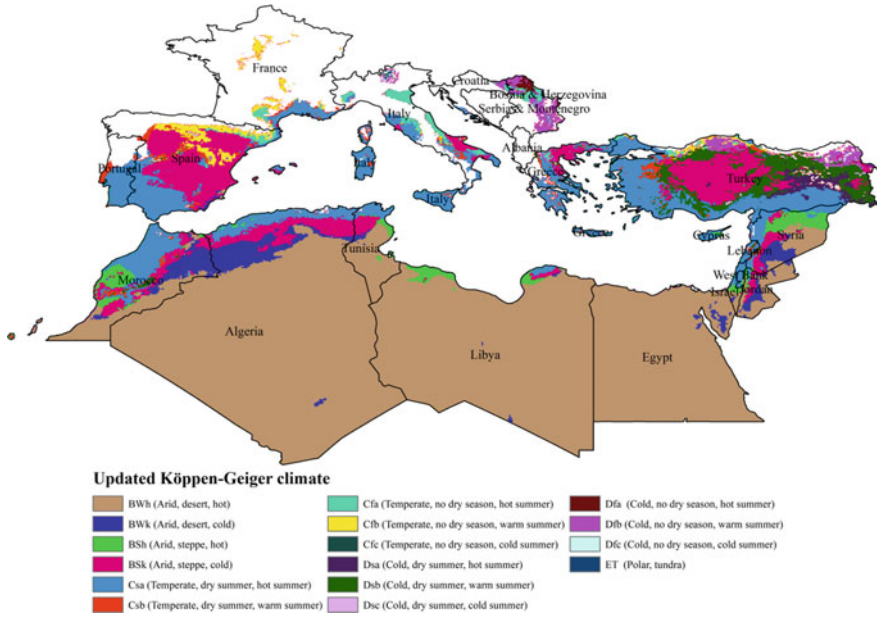 France
Croatia
Bosnia & Herzegovina
Serbia & Montenegro
Italy
Albania
Portugal
Spain
Italy
Greece
Turkey
Italy
Greece
Cyprus
Syria
Lebanon
Tunisia
West Bank
Morocco
Jordan
Israel
Algeria
Libya
Egypt
Updated Köppen-Geiger climate
BWh (Arid, desert, hot)
BWk (Arid, desert, cold)
BSh (Arid, steppe, hot)
BSk (Arid, steppe, cold)
Csa (Temperate, dry summer, hot summer)
Csb (Temperate, dry summer, warm summer)
Cfa (Temperate, no dry season, hot summer)
Cfb (Temperate, no dry season, warm summer)
Cfc (Temperate, no dry season, cold summer)
Dsa (Cold, dry summer, hot summer)
Dsb (Cold, dry summer, warm summer)
Dsc (Cold, dry summer, cold summer)
Dfa (Cold, no dry season, hot summer)
Dfb (Cold, no dry season, warm summer)
Dfc (Cold, no dry season, cold summer)
ET (Polar, tundra)